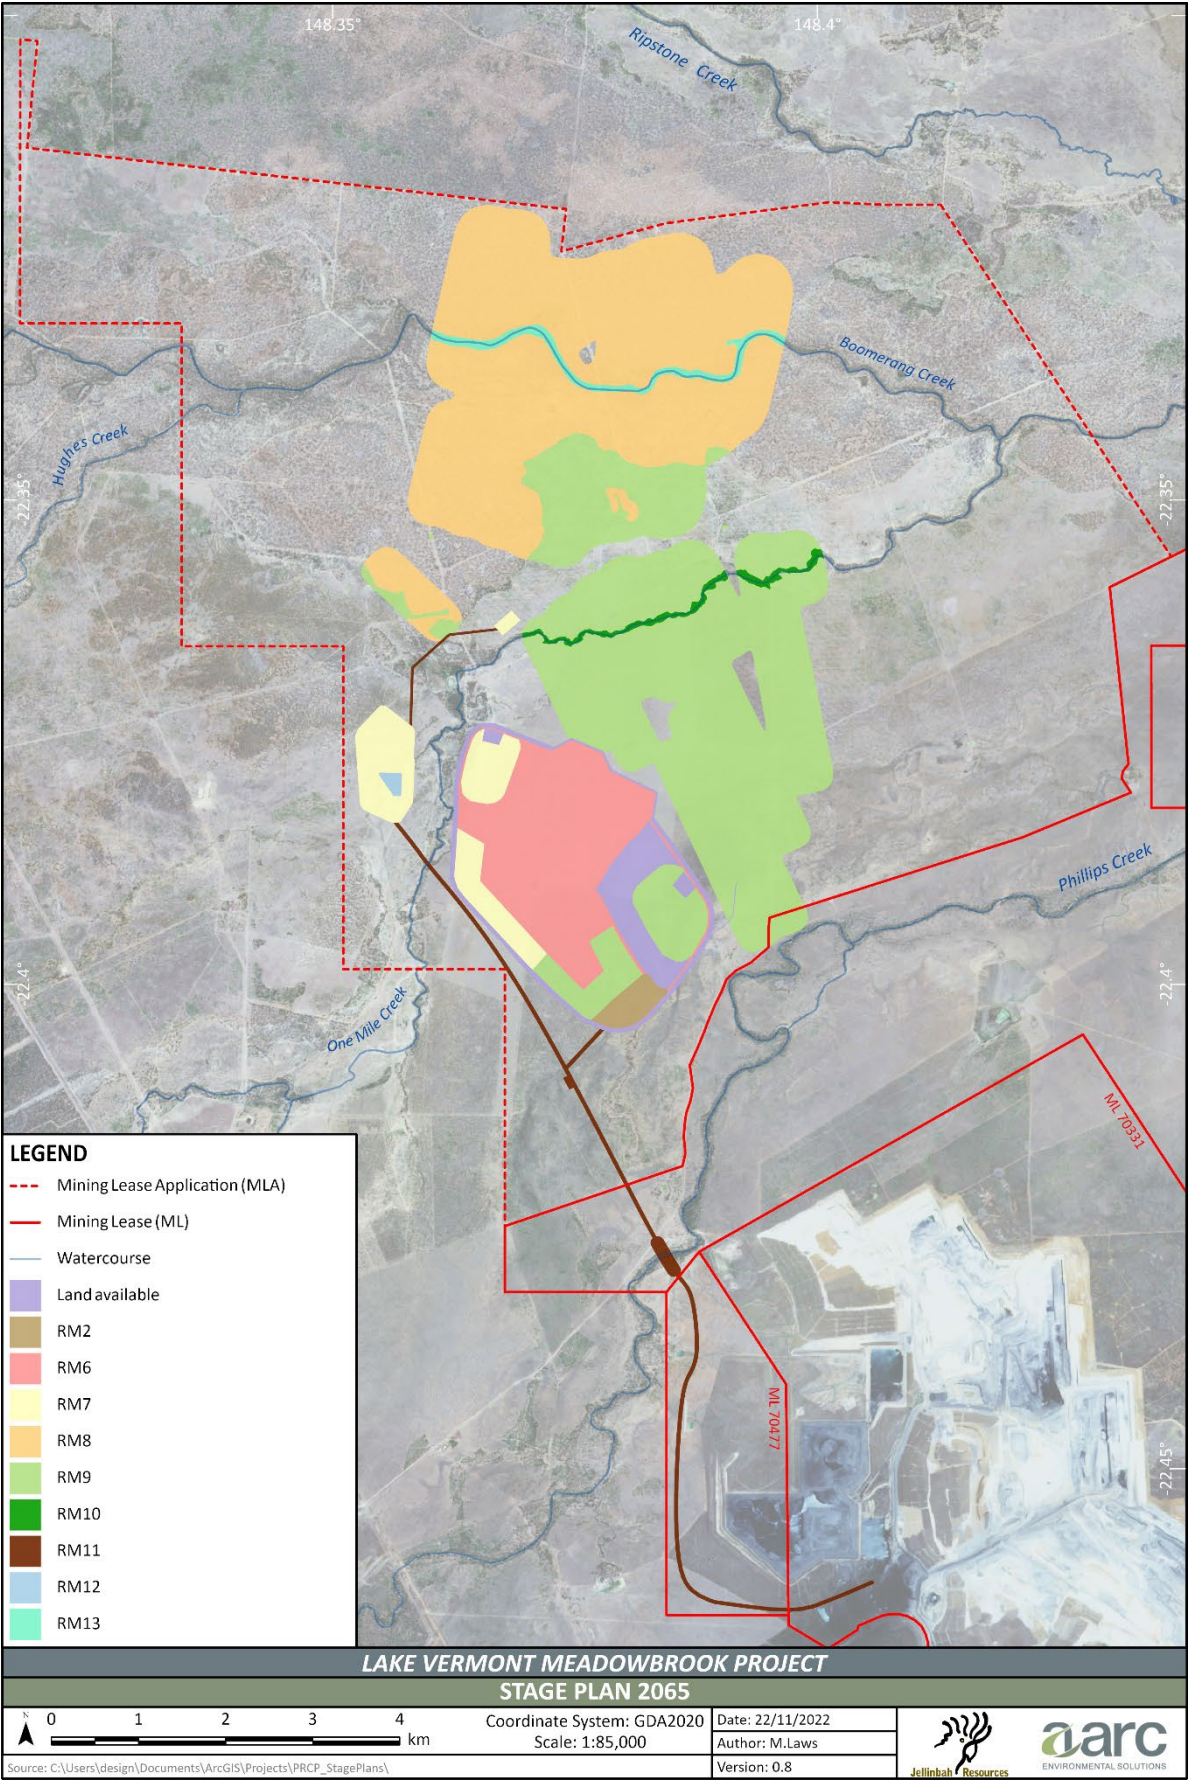 148.35°
148.4°
Ripstone Creek
Boomerang Creek
Hughes Creek
-22.35°
-22.35°
Phillips Creek
-22.4°
-22.4°
One Mile Creek
ML 70331
ML 70477
-22.45°
LEGEND
Mining Lease Application (MLA)
Mining Lease (ML)
Watercourse
Land available
RM2
RM6
RM7
RM8
RM9
RM10
RM11
RM12
RM13
LAKE VERMONT MEADOWBROOK PROJECT
STAGE PLAN 2065
N
0 1 2 3 4
km
Coordinate System: GDA2020
Scale: 1:85,000
Date: 22/11/2022
Author: M.Laws
Version: 0.8
Source: C:\Users\design\Documents\ArcGIS\Projects\PRCP_StagePlans\
Jellinbah Resources
aarc
ENVIRONMENTAL SOLUTIONS